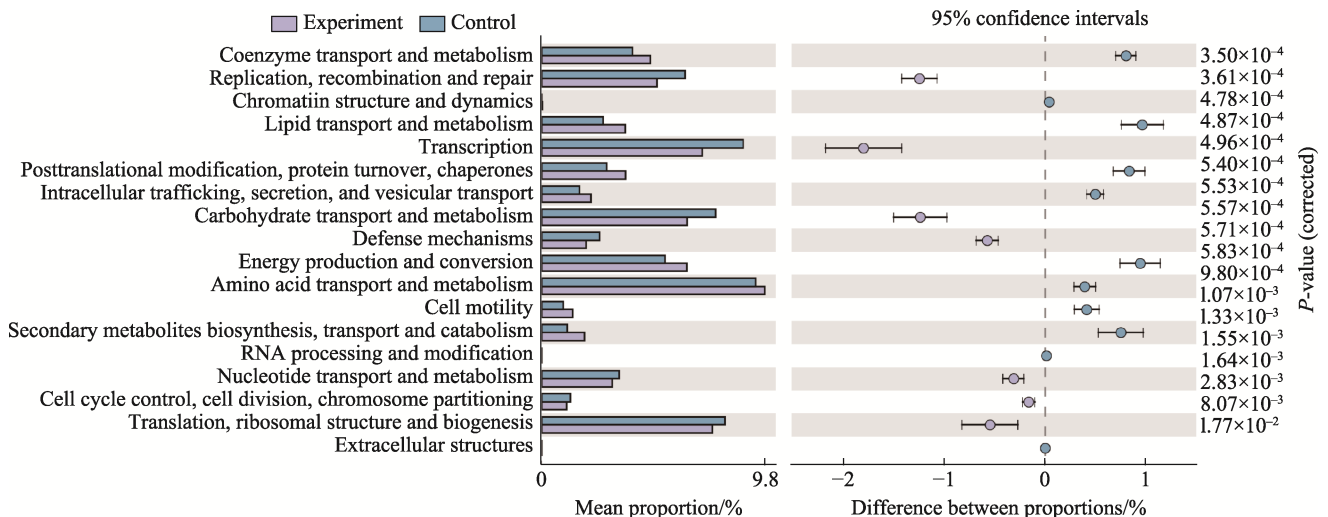 Experiment Control
95% confidence intervals
Coenzyme transport and metabolism
Replication, recombination and repair
Chromatiin structure and dynamics
Lipid transport and metabolism
Transcription
Posttranslational modification, protein turnover, chaperones
Intracellular trafficking, secretion, and vesicular transport
Carbohydrate transport and metabolism
Defense mechanisms
Energy production and conversion
Amino acid transport and metabolism
Cell motility
Secondary metabolites biosynthesis, transport and catabolism
RNA processing and modification
Nucleotide transport and metabolism
Cell cycle control, cell division, chromosome partitioning
Translation, ribosomal structure and biogenesis
Extracellular structures
3.50×10⁻⁴
3.61×10⁻⁴
4.78×10⁻⁴
4.87×10⁻⁴
4.96×10⁻⁴
5.40×10⁻⁴
5.53×10⁻⁴
5.57×10⁻⁴
5.71×10⁻⁴
5.83×10⁻⁴
9.80×10⁻⁴
1.07×10⁻³
1.33×10⁻³
1.55×10⁻³
1.64×10⁻³
2.83×10⁻³
8.07×10⁻³
1.77×10⁻²
P-value (corrected)
0 9.8
Mean proportion/%
−2 −1 0 1
Difference between proportions/%